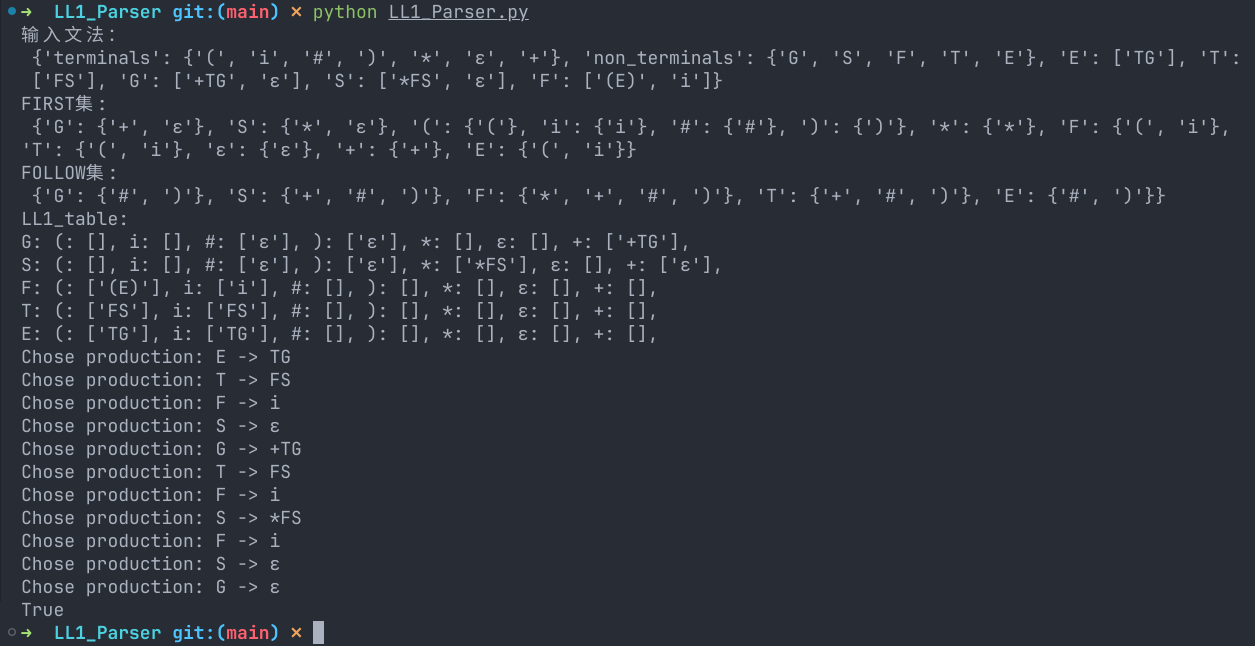 → LL1_Parser git:(main) ✗ python LL1_Parser.py
输入文法:
{'terminals': {'(', 'i', '#', ')', '*', 'ε', '+'}, 'non_terminals': {'G', 'S', 'F', 'T', 'E'}, 'E': ['TG'], 'T':
['FS'], 'G': ['+TG', 'ε'], 'S': ['*FS', 'ε'], 'F': ['(E)', 'i']}
FIRST集:
{'G': {'+', 'ε'}, 'S': {'*', 'ε'}, '(': {'('}, 'i': {'i'}, '#': {'#'}, ')': {')'}, '*': {'*'}, 'F': {'(', 'i'},
'T': {'(', 'i'}, 'ε': {'ε'}, '+': {'+'}, 'E': {'(', 'i'}}
FOLLOW集:
{'G': {'#', ')'}, 'S': {'+', '#', ')'}, 'F': {'*', '+', '#', ')'}, 'T': {'+', '#', ')'}, 'E': {'#', ')'}}
LL1_table:
G: (: [], i: [], #: ['ε'], ): ['ε'], *: [], ε: [], +: ['+TG'],
S: (: [], i: [], #: ['ε'], ): ['ε'], *: ['*FS'], ε: [], +: ['ε'],
F: (: ['(E)'], i: ['i'], #: [], ): [], *: [], ε: [], +: [],
T: (: ['FS'], i: ['FS'], #: [], ): [], *: [], ε: [], +: [],
E: (: ['TG'], i: ['TG'], #: [], ): [], *: [], ε: [], +: [],
Chose production: E -> TG
Chose production: T -> FS
Chose production: F -> i
Chose production: S -> ε
Chose production: G -> +TG
Chose production: T -> FS
Chose production: F -> i
Chose production: S -> *FS
Chose production: F -> i
Chose production: S -> ε
Chose production: G -> ε
True
→ LL1_Parser git:(main) ✗